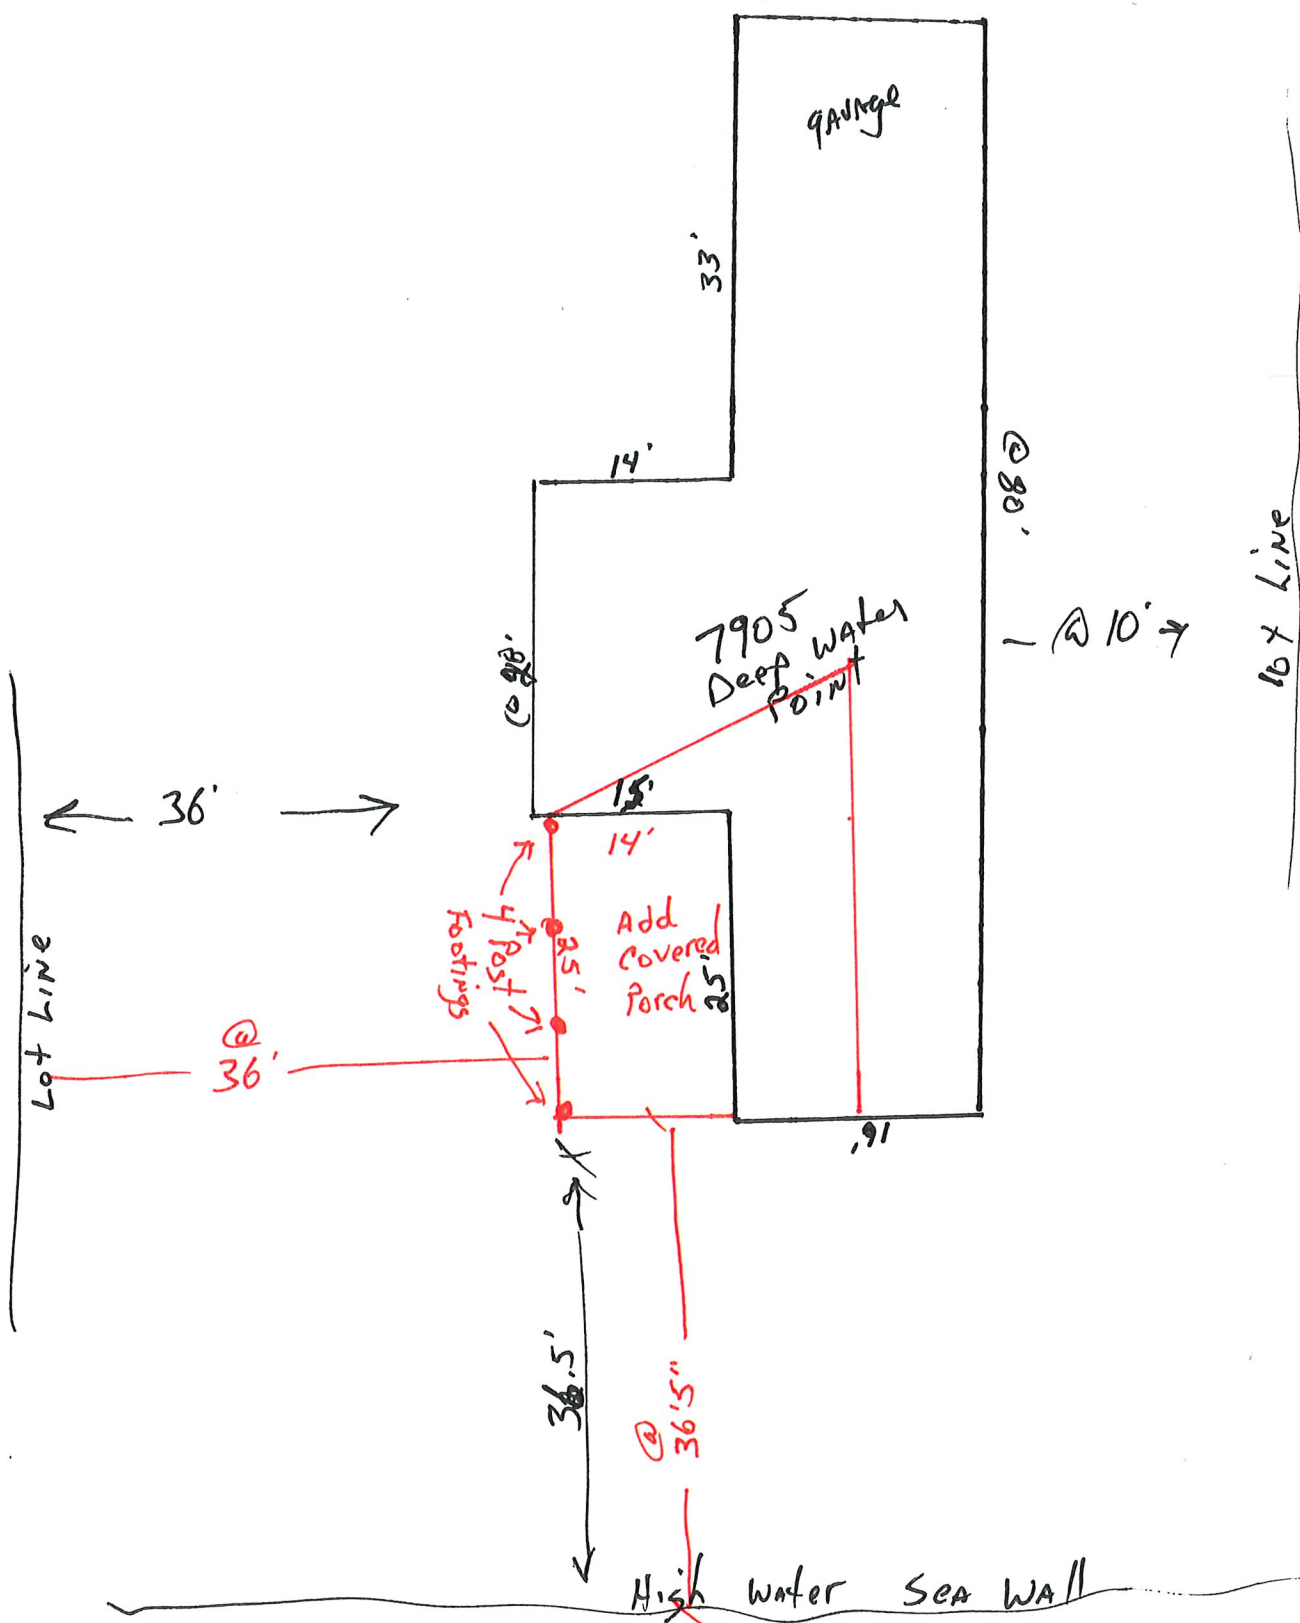 garage
33'
14'
@ 80'
Lot Line
@ 10'
7905
Deep Water
Point
15'
36'
14'
Add
Covered
Porch
25'
25'
4 Post
Footings
Lot Line
@
36'
16'
36.5'
@
36'5"
High Water Sea Wall